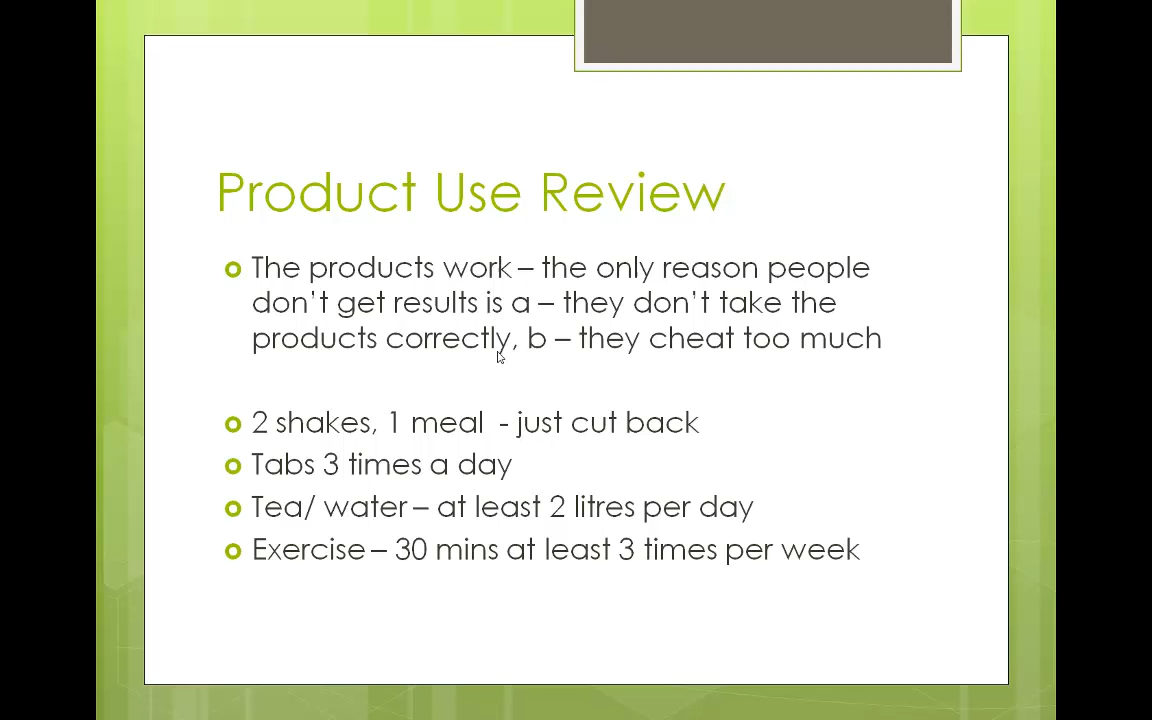 Product Use Review
The products work – the only reason people
don't get results is a – they don't take the
products correctly, b – they cheat too much
2 shakes, 1 meal  - just cut back
Tabs 3 times a day
Tea/ water – at least 2 litres per day
Exercise – 30 mins at least 3 times per week